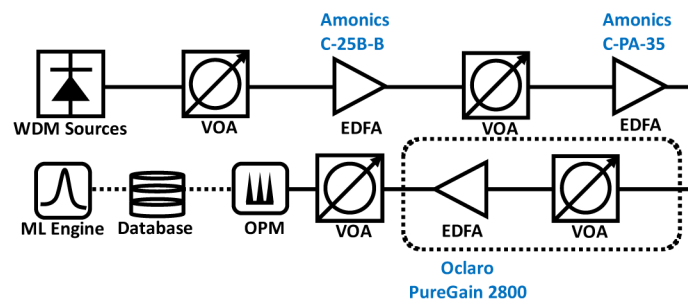 Amonics
C-25B-B
Amonics
C-PA-35
WDM Sources
VOA
EDFA
VOA
EDFA
ML Engine
Database
OPM
VOA
EDFA
VOA
Oclaro
PureGain 2800